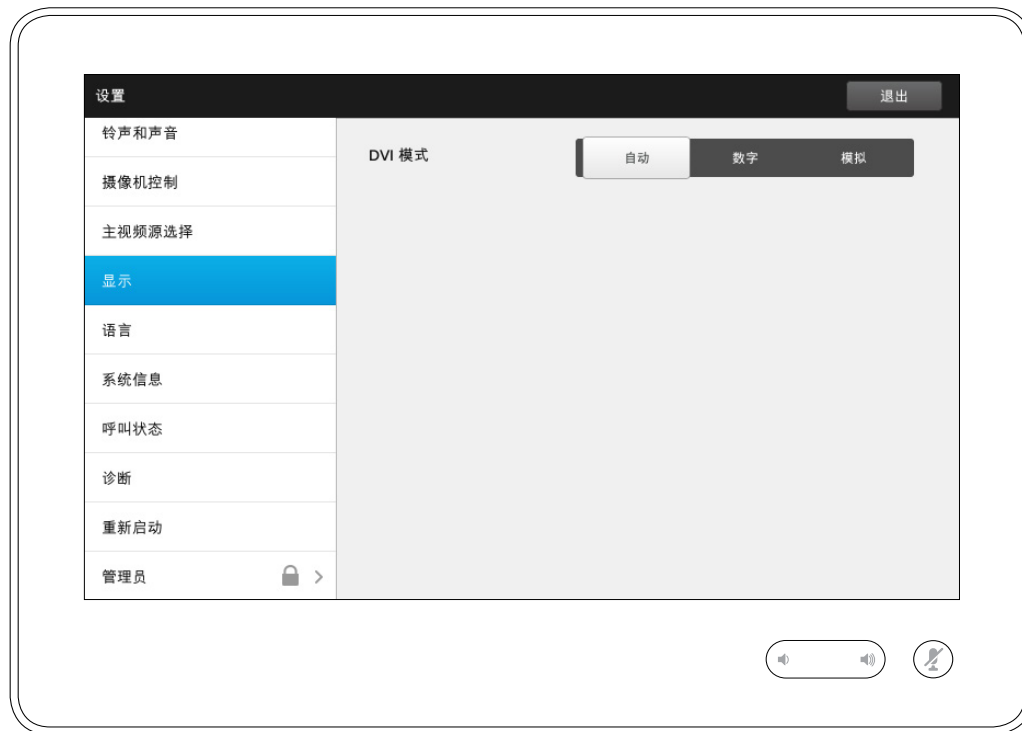 设置
退出
铃声和声音
摄像机控制
主视频源选择
显示
语言
系统信息
呼叫状态
诊断
重新启动
管理员
DVI 模式
自动
数字
模拟